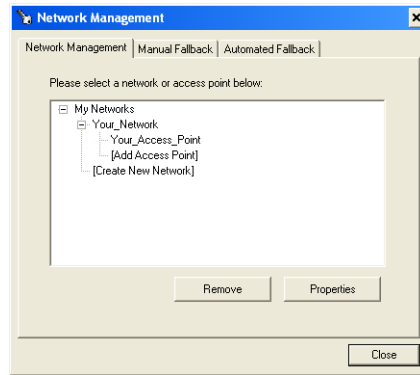 Network Management
Network Management Manual Fallback Automated Fallback
Please select a network or access point below:
My Networks
Your_Network
Your_Access_Point
[Add Access Point]
[Create New Network]
Remove Properties
Close